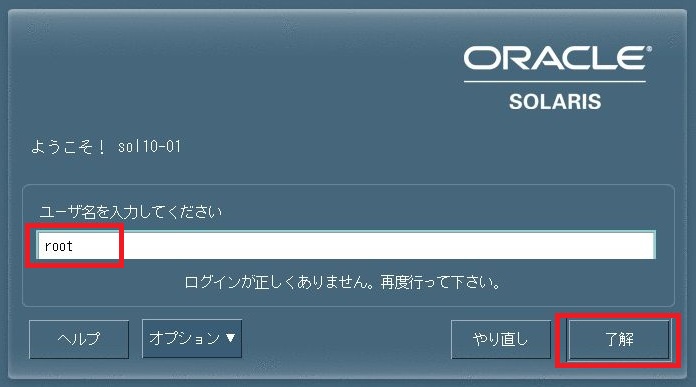 ORACLE®
SOLARIS
ようこそ! sol10-01
ユーザ名を入力してください
root
ログインが正しくありません。再度行って下さい。
ヘルプ オプション ▼ やり直し 了解